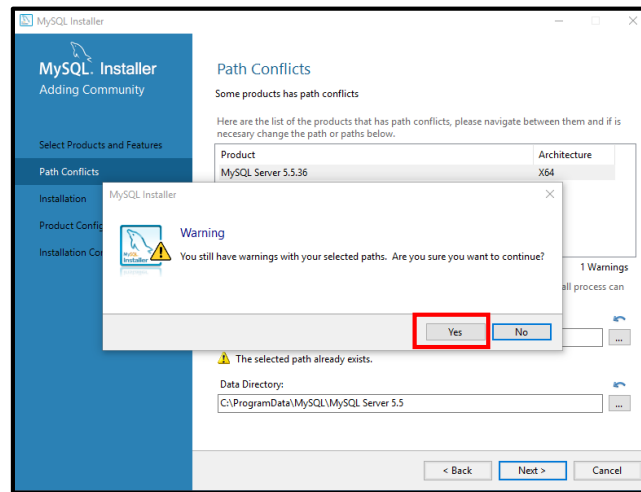 MySQL Installer
MySQL. Installer
Adding Community
Select Products and Features
Path Conflicts
Installation
Product Config
Installation Co
Path Conflicts
Some products has path conflicts
Here are the list of the products that has path conflicts, please navigate between them and if is
necesary change the path or paths below.
Product Architecture
MySQL Server 5.5.36 X64
MySQL Installer
Warning
MySQL Installer
You still have warnings with your selected paths. Are you sure you want to continue?
Yes No
1 Warnings
all process can
...
The selected path already exists.
Data Directory:
C:\ProgramData\MySQL\MySQL Server 5.5 ...
< Back Next > Cancel